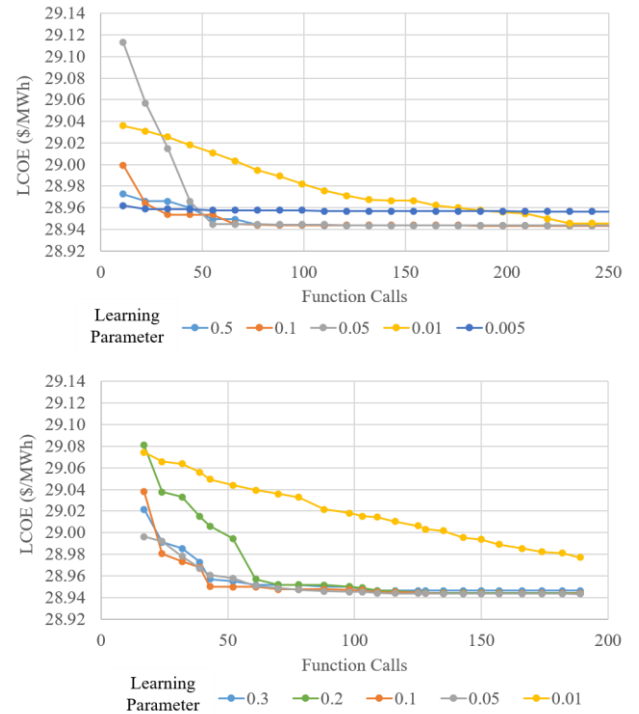 29.14
29.12
29.10
29.08
29.06
29.04
29.02
29.00
28.98
28.96
28.94
28.92
LCOE ($/MWh)
0 50 100 150 200 250
Function Calls
Learning
Parameter
0.5 0.1 0.05 0.01 0.005
29.14
29.12
29.10
29.08
29.06
29.04
29.02
29.00
28.98
28.96
28.94
28.92
LCOE ($/MWh)
0 50 100 150 200
Function Calls
Learning
Parameter
0.3 0.2 0.1 0.05 0.01